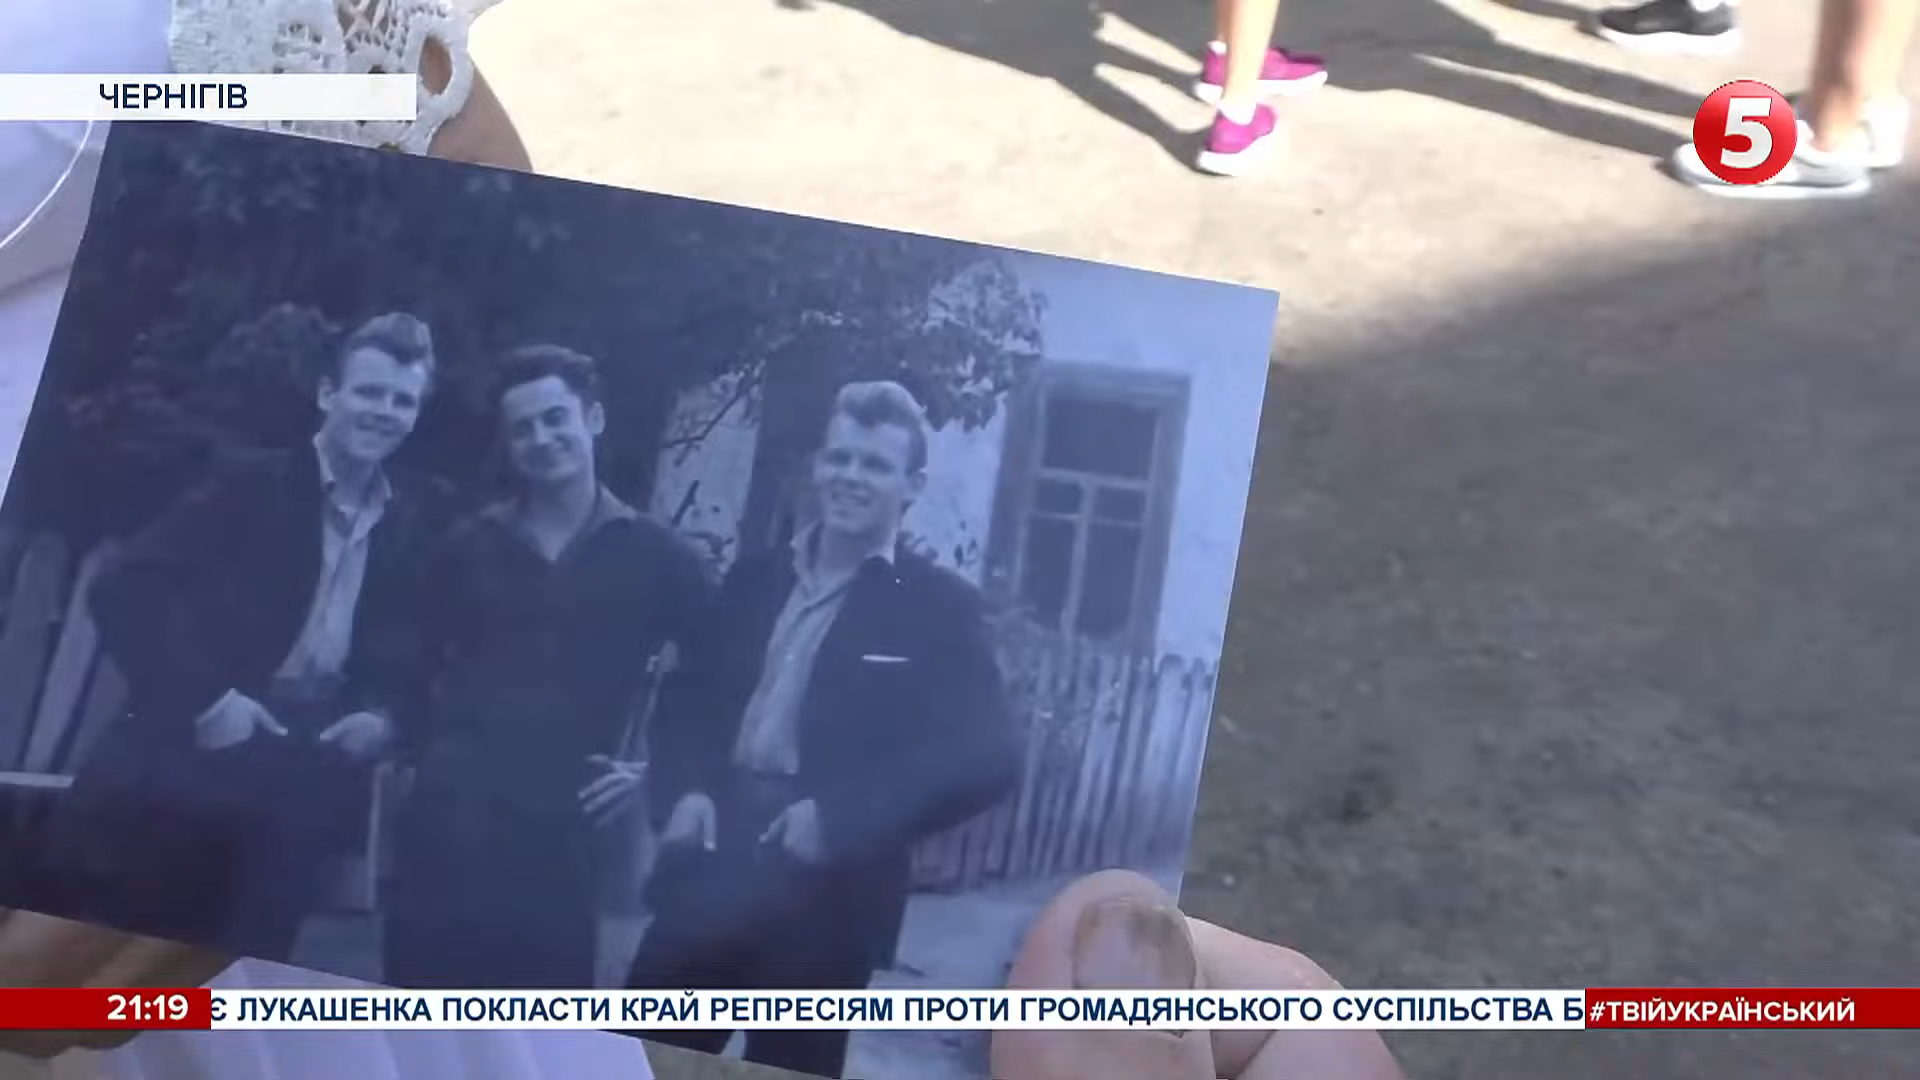 ЧЕРНІГІВ
5
21:19 Є ЛУКАШЕНКА ПОКЛАСТИ КРАЙ РЕПРЕСІЯМ ПРОТИ ГРОМАДЯНСЬКОГО СУСПІЛЬСТВА Б #ТВІЙУКРАЇНСЬКИЙ